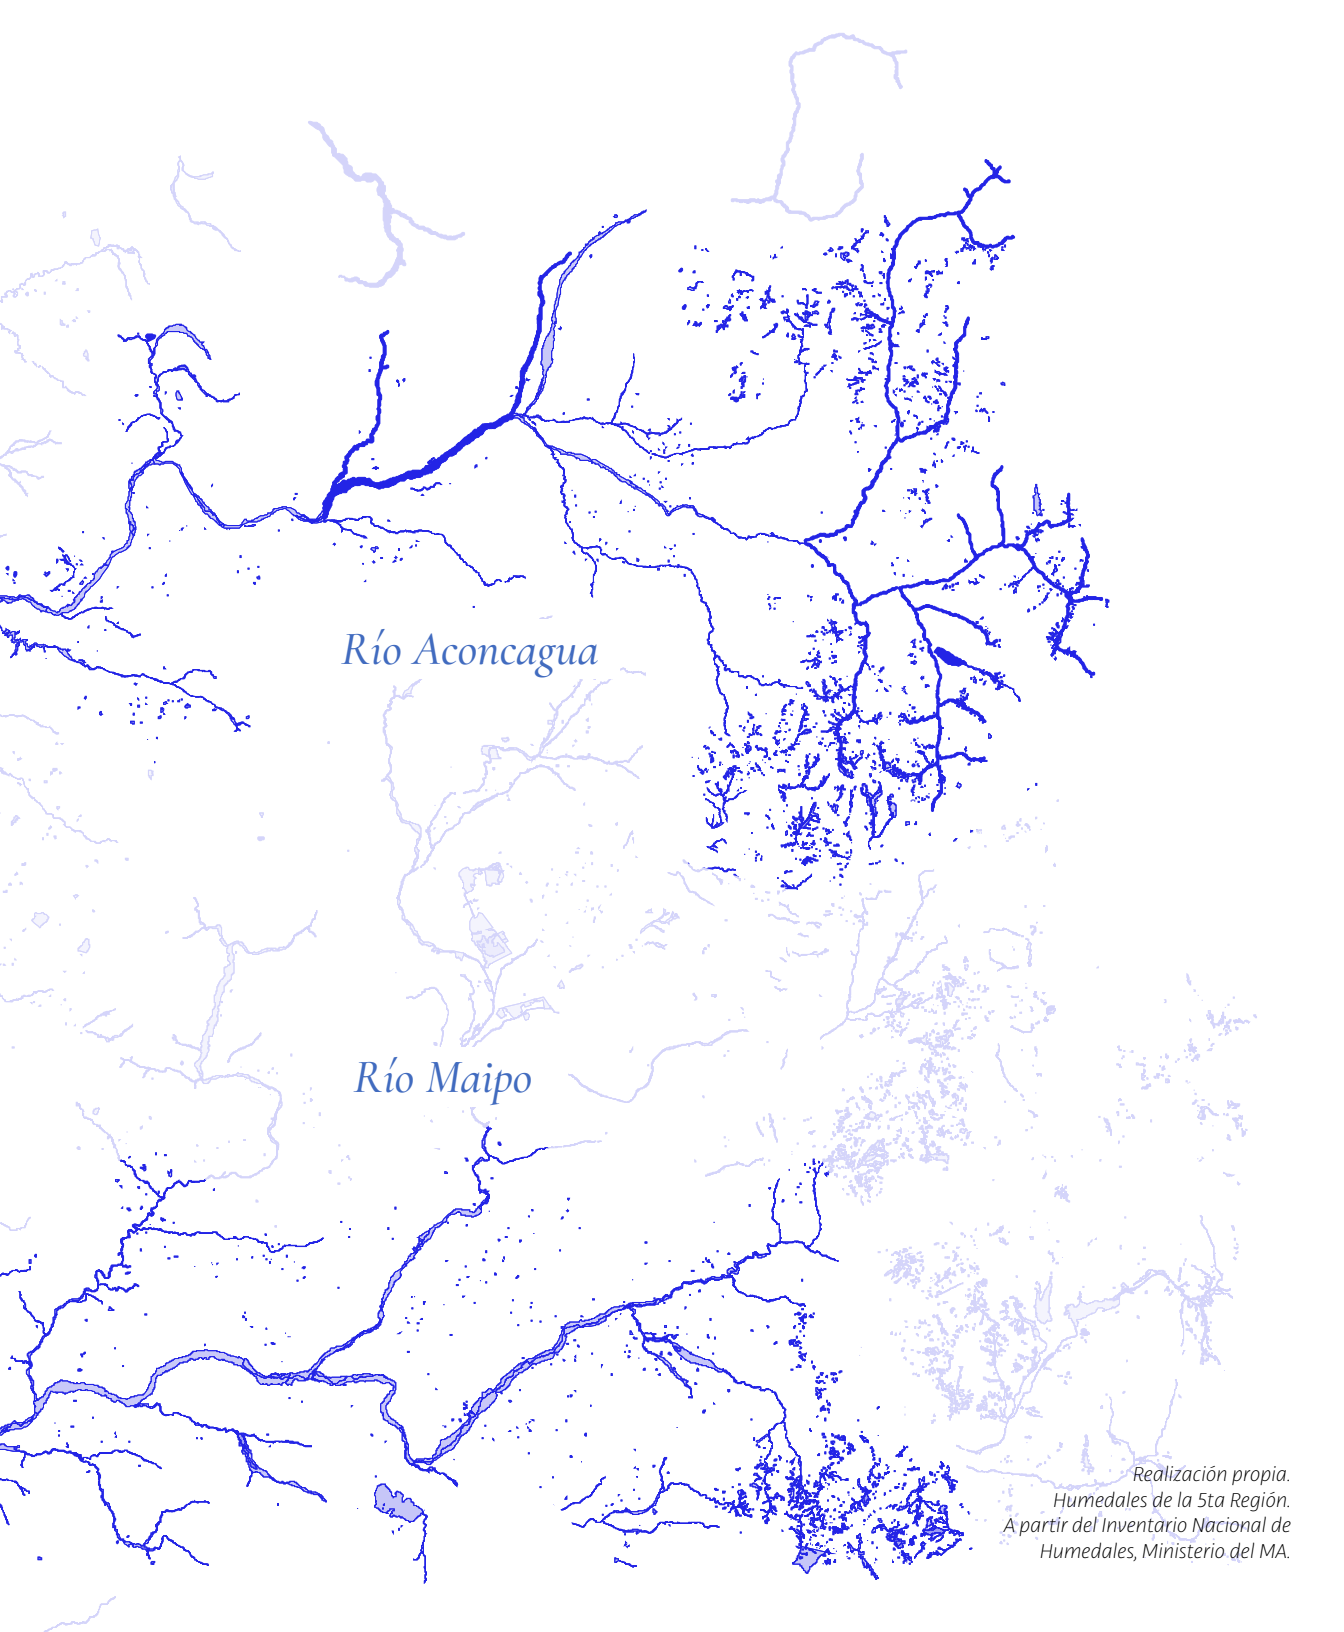 Río Aconcagua
Río Maipo
Realización propia.
Humedales de la 5ta Región.
A partir del Inventario Nacional de
Humedales, Ministerio del MA.